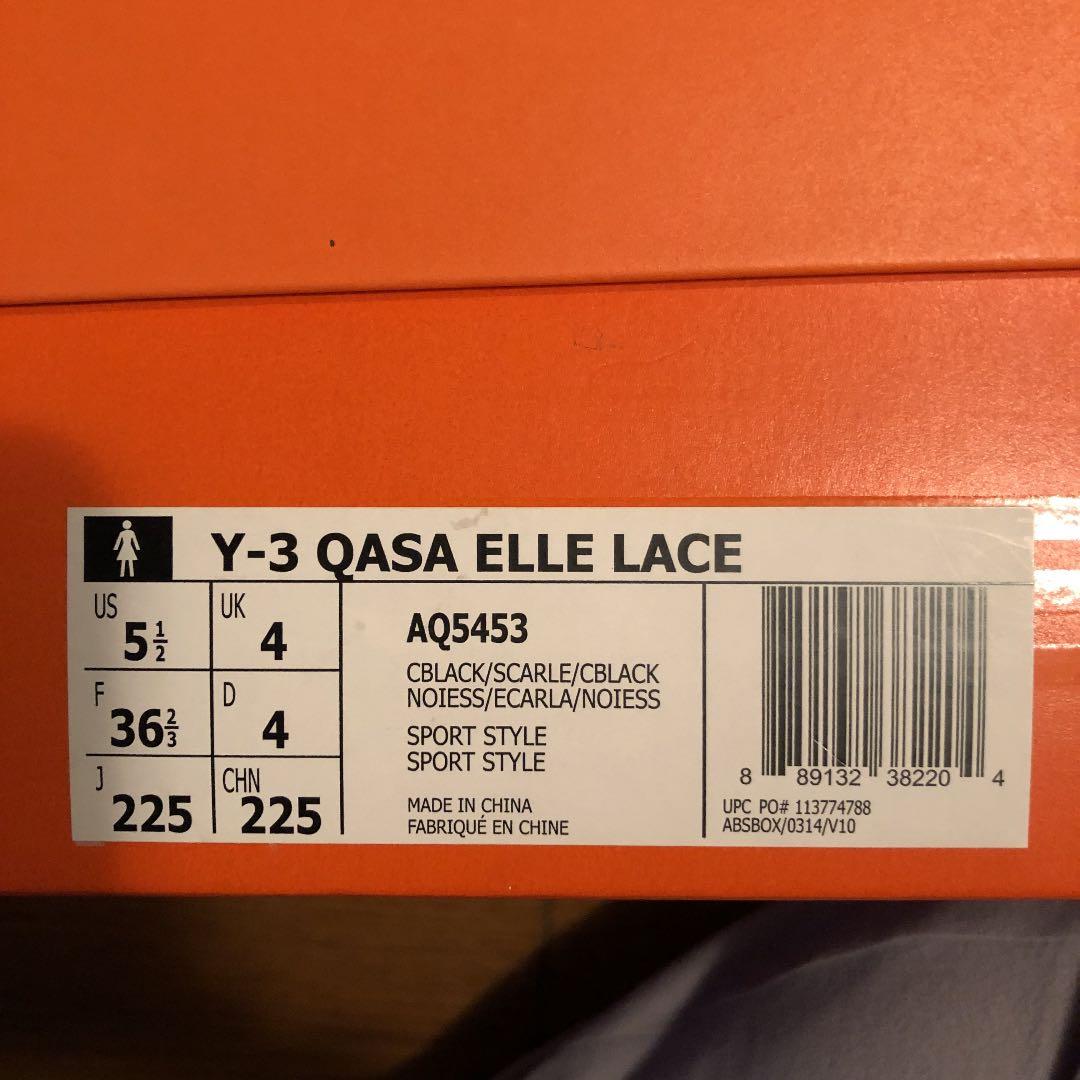 Y-3 QASA ELLE LACE
US 5½ UK 4
F 36⅔ D 4
J 225 CHN 225
AQ5453
CBLACK/SCARLE/CBLACK
NOIESS/ECARLA/NOIESS
SPORT STYLE
SPORT STYLE
MADE IN CHINA
FABRIQUÉ EN CHINE
8 89132 38220 4
UPC PO# 113774788
ABSBOX/0314/V10